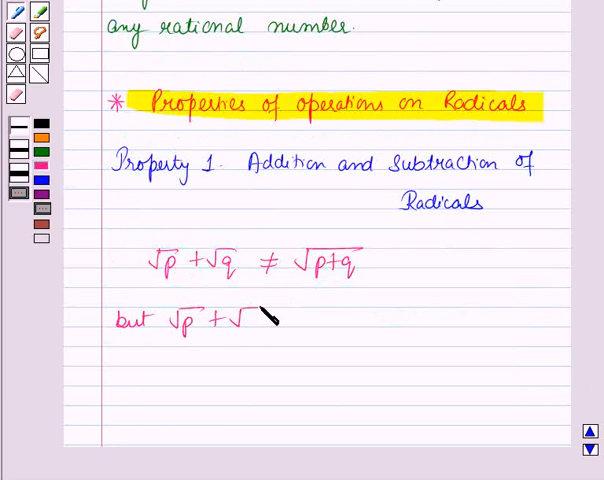 any rational number.
* Properties of operations on Radicals
Property 1. Addition and Subtraction of
Radicals
√p + √q ≠ √p+q
but √p + √